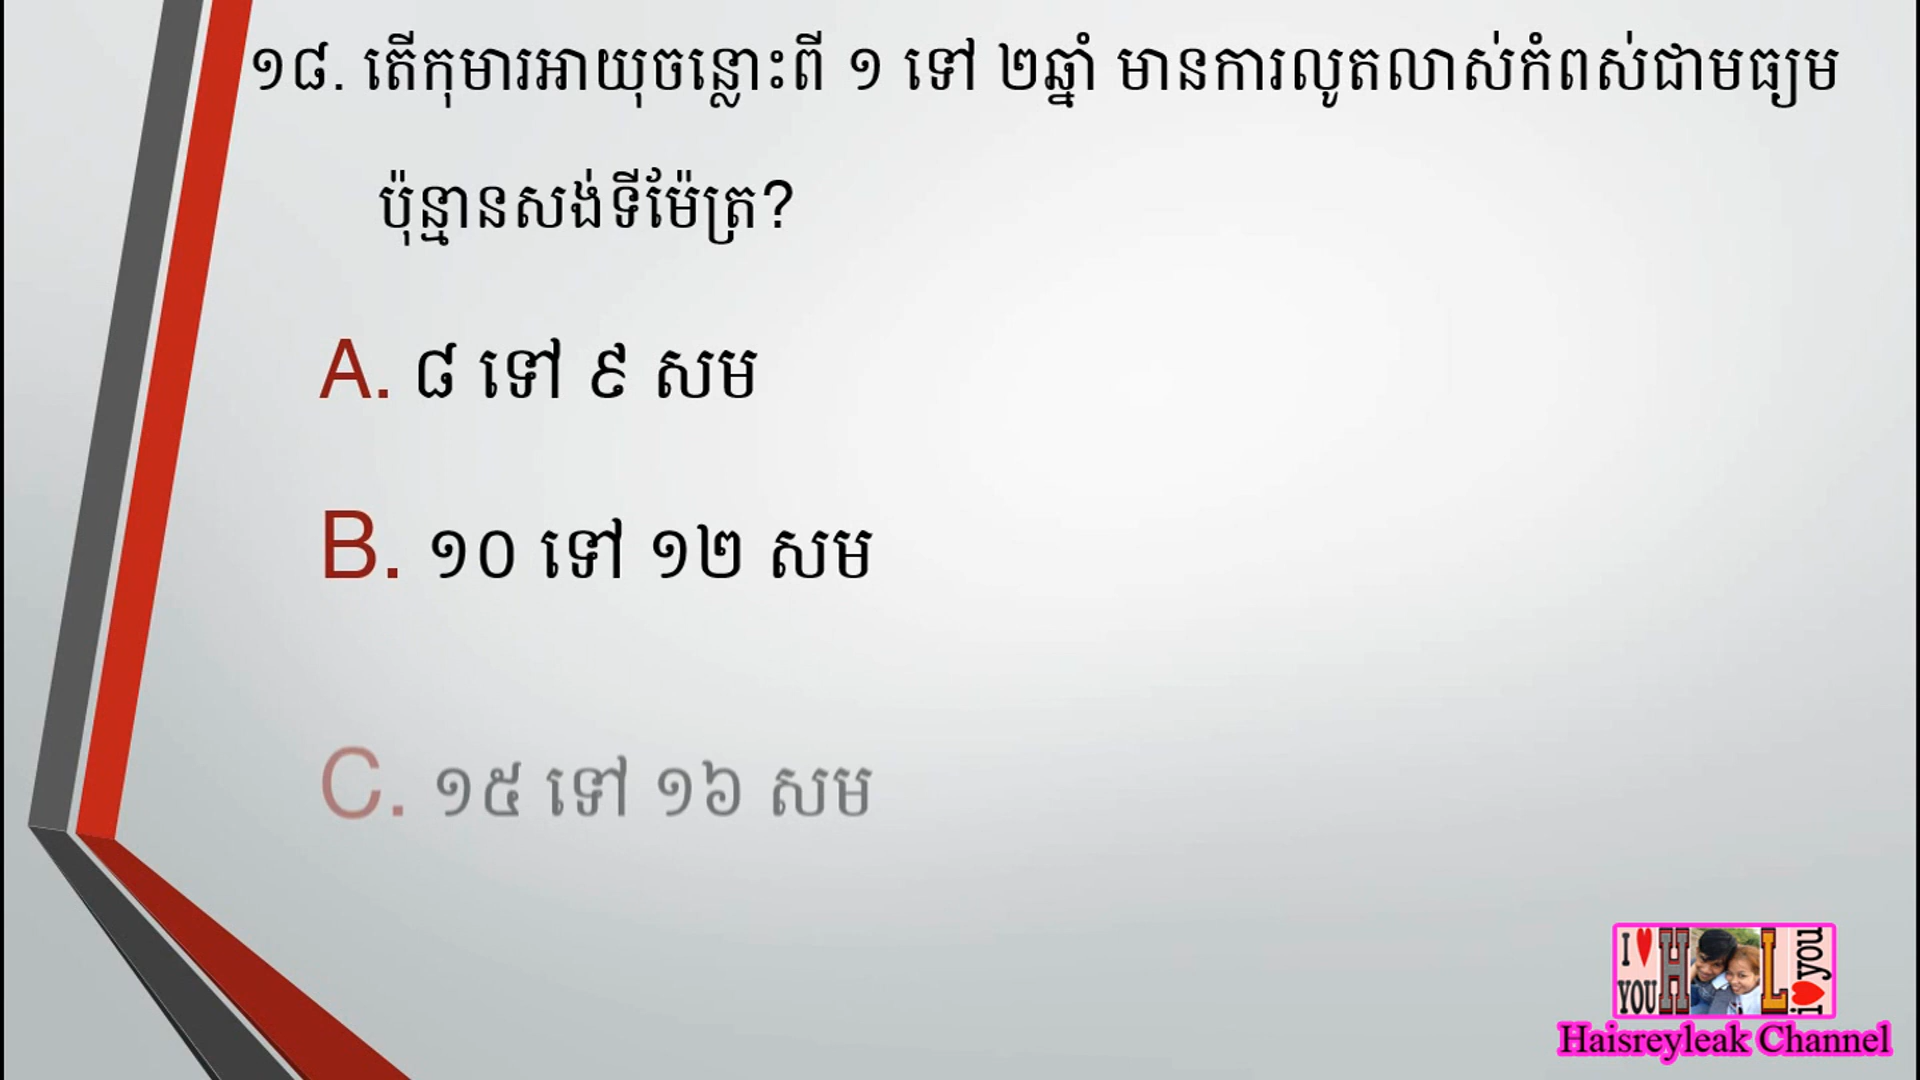 ១៨. តើកុមារអាយុចន្លោះពី ១ ទៅ ២ឆ្នាំ មានការលូតលាស់កំពស់ជាមធ្យម
ប៉ុន្មានសង់ទីម៉ែត្រ?
A. ៨ ទៅ ៩ សម
B. ១០ ទៅ ១២ សម
C. ១៥ ទៅ ១៦ សម
I ♥ YOU H L i ♥ you
Haisreyleak Channel